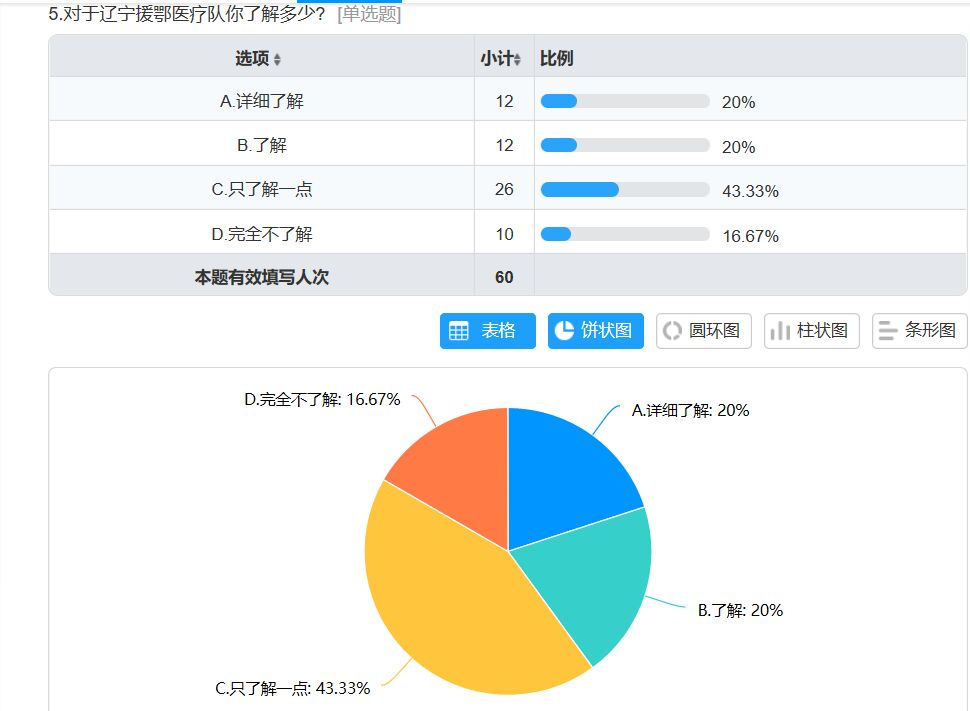 5.对于辽宁援鄂医疗队你了解多少? [单选题]
选项 小计 比例
A.详细了解 12 20%
B.了解 12 20%
C.只了解一点 26 43.33%
D.完全不了解 10 16.67%
本题有效填写人次 60
表格 饼状图 圆环图 柱状图 条形图
D.完全不了解: 16.67%
A.详细了解: 20%
B.了解: 20%
C.只了解一点: 43.33%